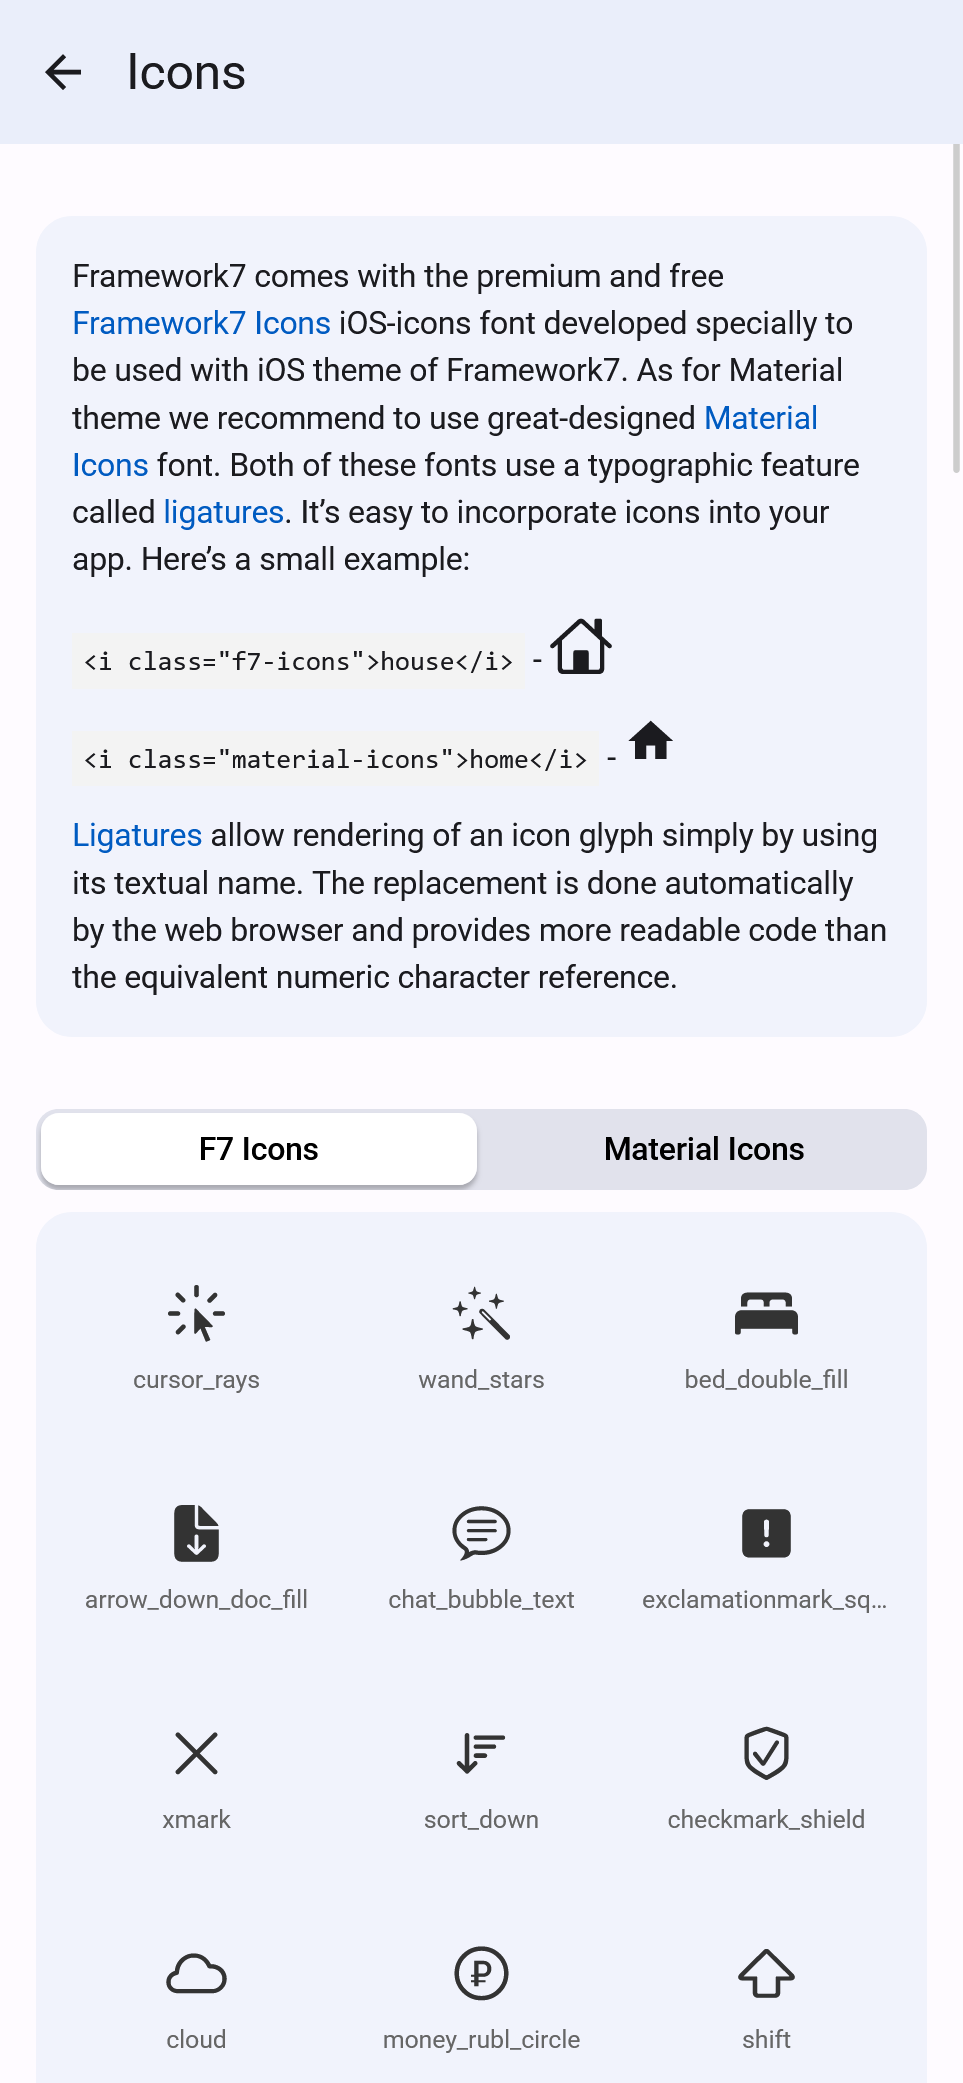 Icons
Framework7 comes with the premium and free
Framework7 Icons iOS-icons font developed specially to
be used with iOS theme of Framework7. As for Material
theme we recommend to use great-designed Material
Icons font. Both of these fonts use a typographic feature
called ligatures. It’s easy to incorporate icons into your
app. Here’s a small example:
<i class="f7-icons">house</i> -
<i class="material-icons">home</i> -
Ligatures allow rendering of an icon glyph simply by using
its textual name. The replacement is done automatically
by the web browser and provides more readable code than
the equivalent numeric character reference.
F7 Icons Material Icons
cursor_rays wand_stars bed_double_fill
arrow_down_doc_fill chat_bubble_text exclamationmark_sq...
xmark sort_down checkmark_shield
cloud money_rubl_circle shift